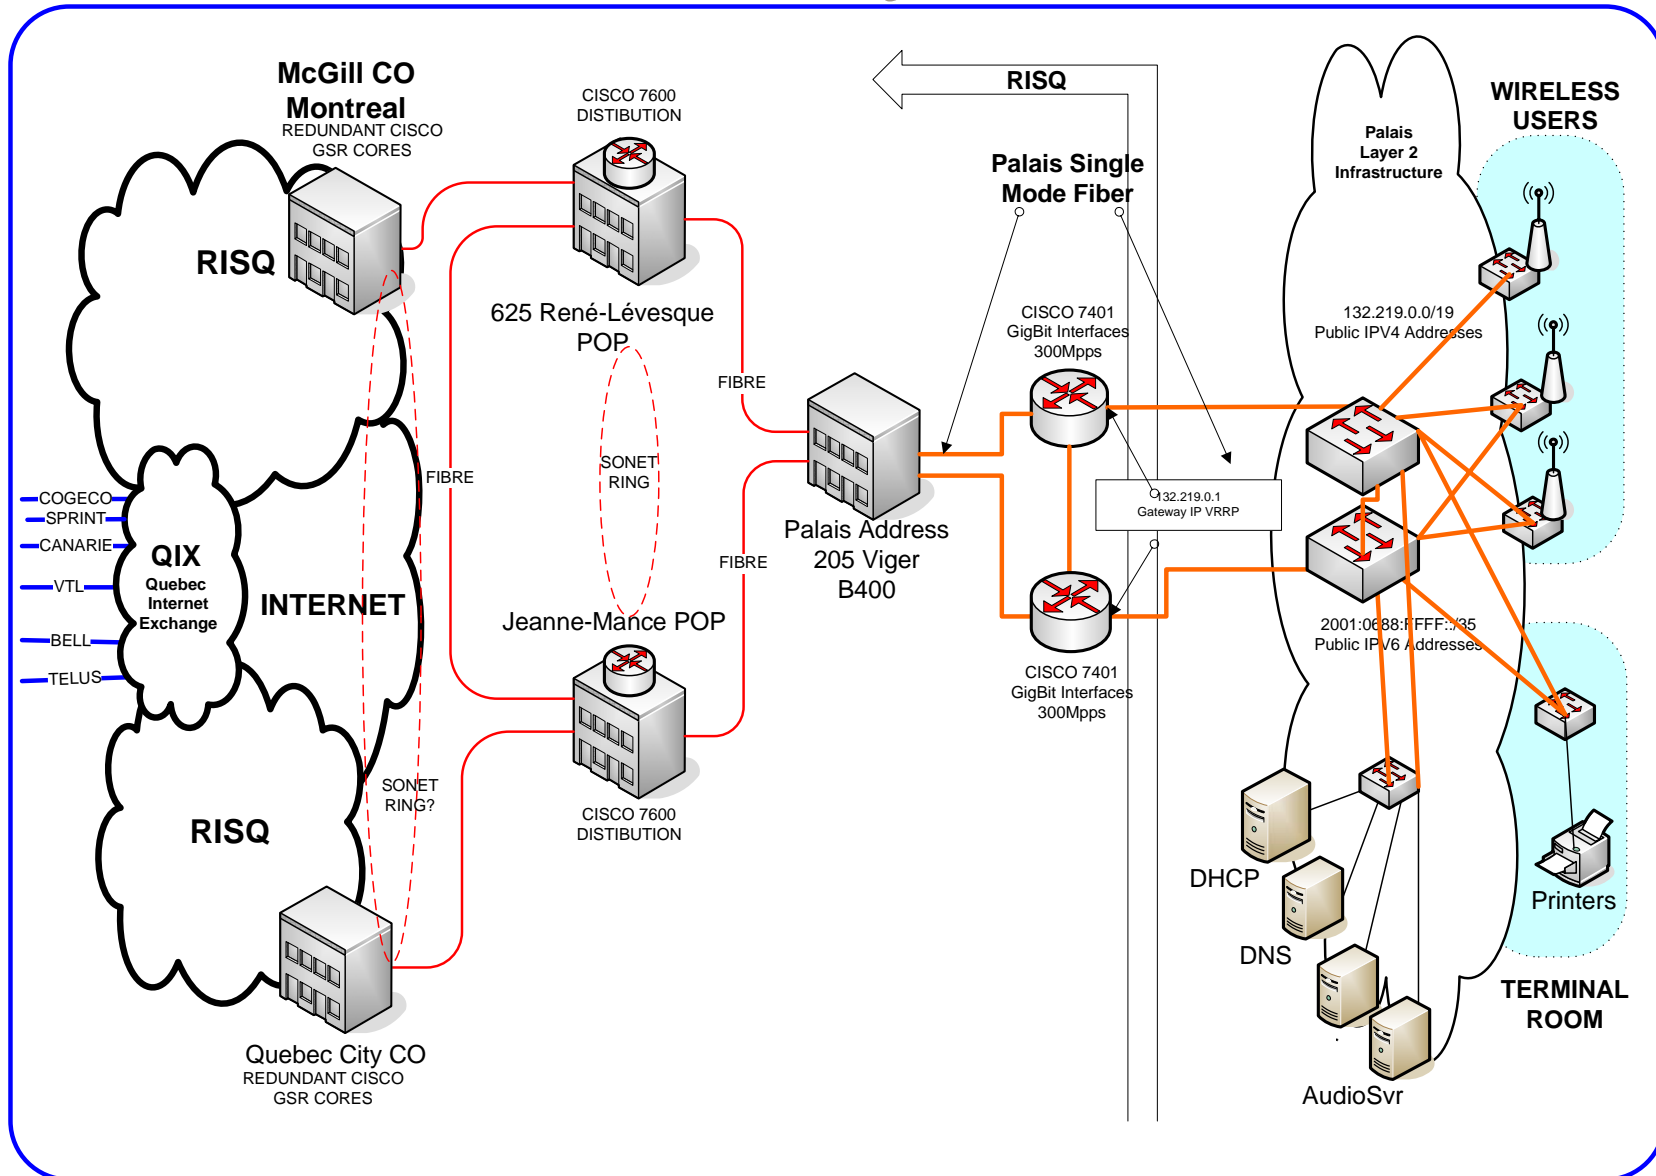 McGill CO
Montreal
REDUNDANT CISCO
GSR CORES
CISCO 7600
DISTIBUTION
RISQ
WIRELESS
USERS
Palais
Layer 2
Infrastructure
Palais Single
Mode Fiber
RISQ
625 René-Lévesque
POP
CISCO 7401
GigBit Interfaces
300Mpps
132.219.0.0/19
Public IPV4 Addresses
FIBRE
FIBRE
SONET
RING
COGECO
SPRINT
CANARIE
VTL
BELL
TELUS
QIX
Quebec
Internet
Exchange
INTERNET
132.219.0.1
Gateway IP VRRP
Palais Address
205 Viger
B400
FIBRE
Jeanne-Mance POP
2001:0688:FFFF::/35
Public IPV6 Addresses
CISCO 7401
GigBit Interfaces
300Mpps
SONET
RING?
RISQ
CISCO 7600
DISTIBUTION
DHCP
DNS
Printers
TERMINAL
ROOM
Quebec City CO
REDUNDANT CISCO
GSR CORES
.
AudioSvr